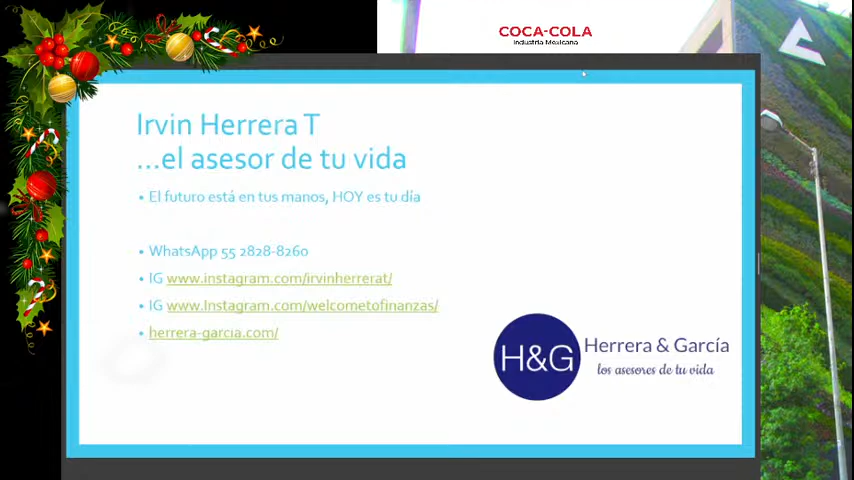 COCA-COLA
Industria Mexicana
Irvin Herrera T
...el asesor de tu vida
• El futuro está en tus manos, HOY es tu día
• WhatsApp 55 2828-8260
• IG www.instagram.com/irvinherrerat/
• IG www.Instagram.com/welcometofinanzas/
• herrera-garcia.com/
H&G
Herrera & García
los asesores de tu vida